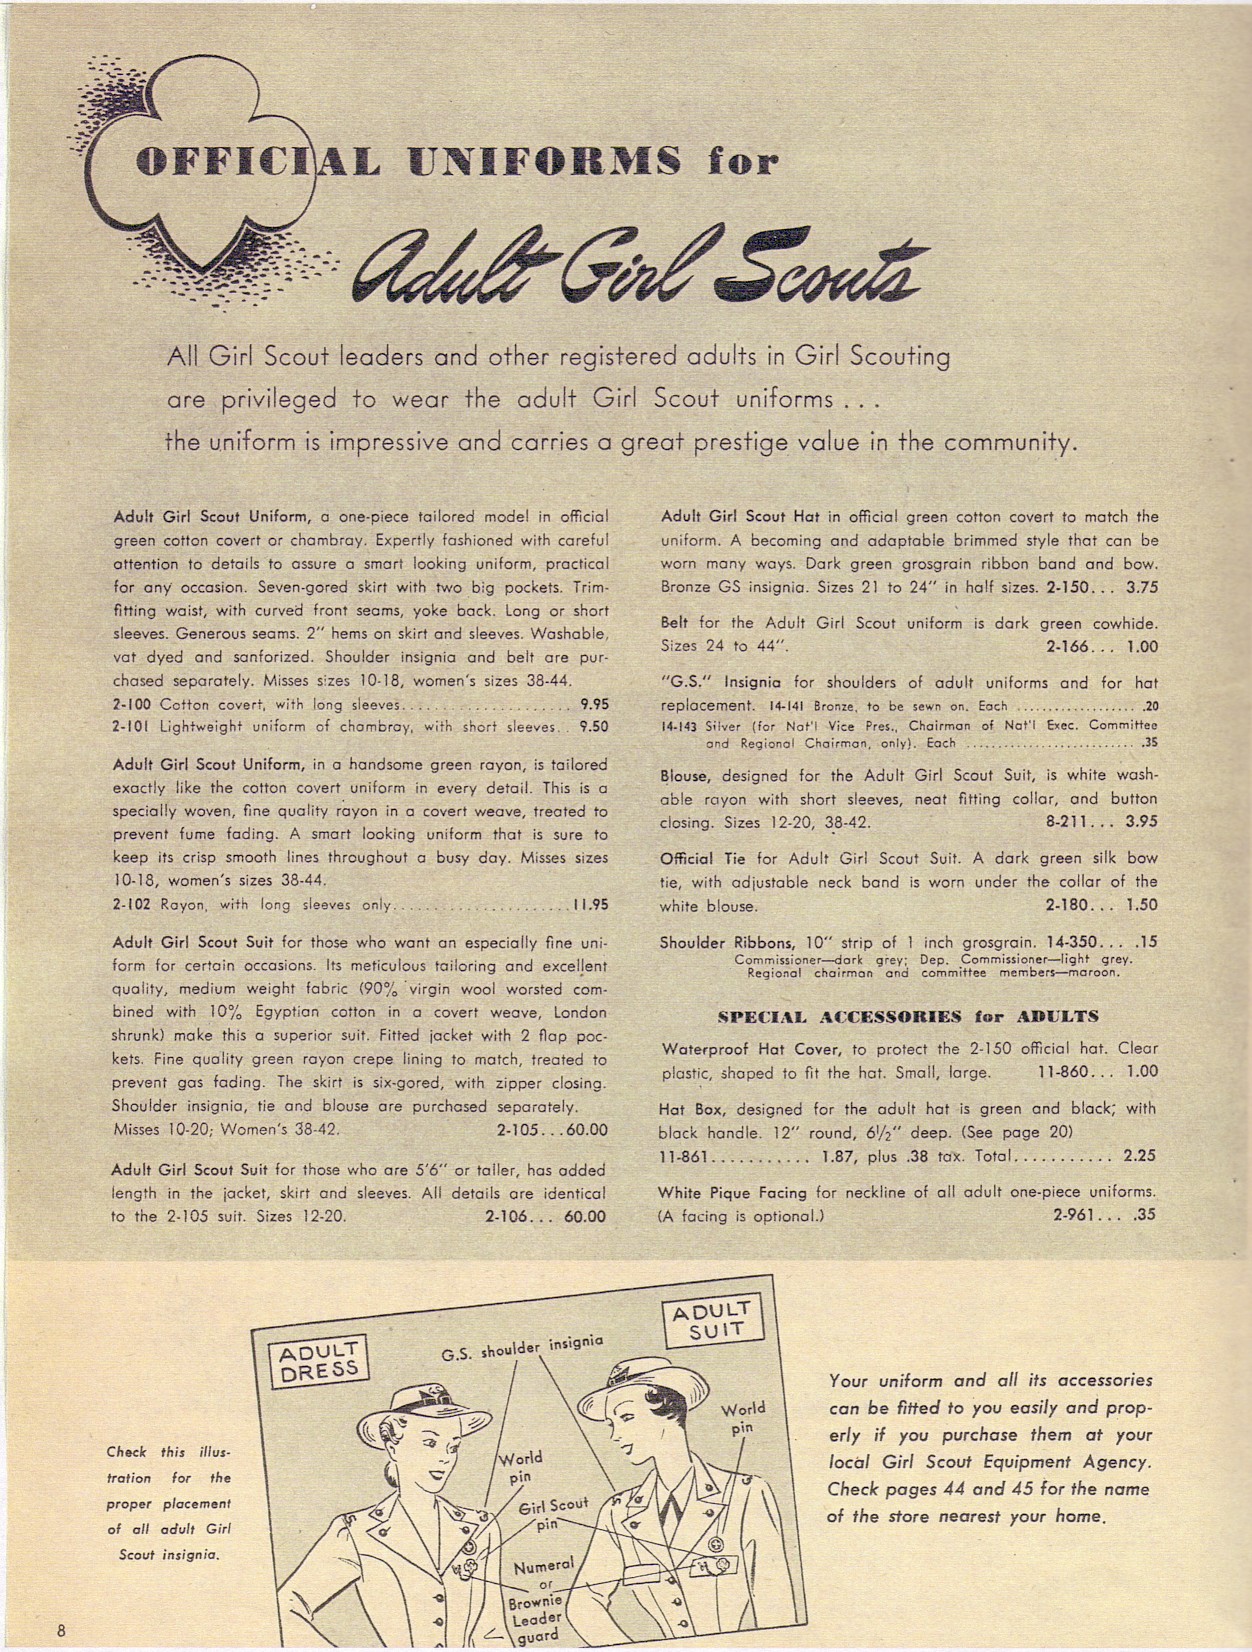 OFFICIAL UNIFORMS for
Adult Girl Scouts
All Girl Scout leaders and other registered adults in Girl Scouting
are privileged to wear the adult Girl Scout uniforms . . .
the uniform is impressive and carries a great prestige value in the community.
Adult Girl Scout Uniform, a one-piece tailored model in official
green cotton covert or chambray. Expertly fashioned with careful
attention to details to assure a smart looking uniform, practical
for any occasion. Seven-gored skirt with two big pockets. Trim-
fitting waist, with curved front seams, yoke back. Long or short
sleeves. Generous seams. 2" hems on skirt and sleeves. Washable,
vat dyed and sanforized. Shoulder insignia and belt are pur-
chased separately. Misses sizes 10-18, women's sizes 38-44.
2-100 Cotton covert, with long sleeves..................... 9.95
2-101 Lightweight uniform of chambray, with short sleeves.. 9.50
Adult Girl Scout Uniform, in a handsome green rayon, is tailored
exactly like the cotton covert uniform in every detail. This is a
specially woven, fine quality rayon in a covert weave, treated to
prevent fume fading. A smart looking uniform that is sure to
keep its crisp smooth lines throughout a busy day. Misses sizes
10-18, women's sizes 38-44.
2-102 Rayon, with long sleeves only......................11.95
Adult Girl Scout Suit for those who want an especially fine uni-
form for certain occasions. Its meticulous tailoring and excellent
quality, medium weight fabric (90% virgin wool worsted com-
bined with 10% Egyptian cotton in a covert weave, London
shrunk) make this a superior suit. Fitted jacket with 2 flap poc-
kets. Fine quality green rayon crepe lining to match, treated to
prevent gas fading. The skirt is six-gored, with zipper closing.
Shoulder insignia, tie and blouse are purchased separately.
Misses 10-20; Women's 38-42. 2-105...60.00
Adult Girl Scout Suit for those who are 5'6" or taller, has added
length in the jacket, skirt and sleeves. All details are identical
to the 2-105 suit. Sizes 12-20. 2-106... 60.00
Adult Girl Scout Hat in official green cotton covert to match the
uniform. A becoming and adaptable brimmed style that can be
worn many ways. Dark green grosgrain ribbon band and bow.
Bronze GS insignia. Sizes 21 to 24" in half sizes. 2-150... 3.75
Belt for the Adult Girl Scout uniform is dark green cowhide.
Sizes 24 to 44". 2-166... 1.00
"G.S." Insignia for shoulders of adult uniforms and for hat
replacement. 14-141 Bronze, to be sewn on. Each .................. .20
14-143 Silver (for Nat'l Vice Pres., Chairman of Nat'l Exec. Committee
and Regional Chairman, only). Each .......................... .35
Blouse, designed for the Adult Girl Scout Suit, is white wash-
able rayon with short sleeves, neat fitting collar, and button
closing. Sizes 12-20, 38-42. 8-211... 3.95
Official Tie for Adult Girl Scout Suit. A dark green silk bow
tie, with adjustable neck band is worn under the collar of the
white blouse. 2-180... 1.50
Shoulder Ribbons, 10" strip of 1 inch grosgrain. 14-350... .15
Commissioner—dark grey; Dep. Commissioner—light grey.
Regional chairman and committee members—maroon.
SPECIAL ACCESSORIES for ADULTS
Waterproof Hat Cover, to protect the 2-150 official hat. Clear
plastic, shaped to fit the hat. Small, large. 11-860... 1.00
Hat Box, designed for the adult hat is green and black; with
black handle. 12" round, 6½" deep. (See page 20)
11-861........... 1.87, plus .38 tax. Total........... 2.25
White Pique Facing for neckline of all adult one-piece uniforms.
(A facing is optional.) 2-961... .35
Check this illus-
tration for the
proper placement
of all adult Girl
Scout insignia.
ADULT
DRESS
ADULT
SUIT
G.S. shoulder insignia
World
pin
World
pin
Girl Scout
pin
Numeral
or
Brownie
Leader
guard
Your uniform and all its accessories
can be fitted to you easily and prop-
erly if you purchase them at your
local Girl Scout Equipment Agency.
Check pages 44 and 45 for the name
of the store nearest your home.
8